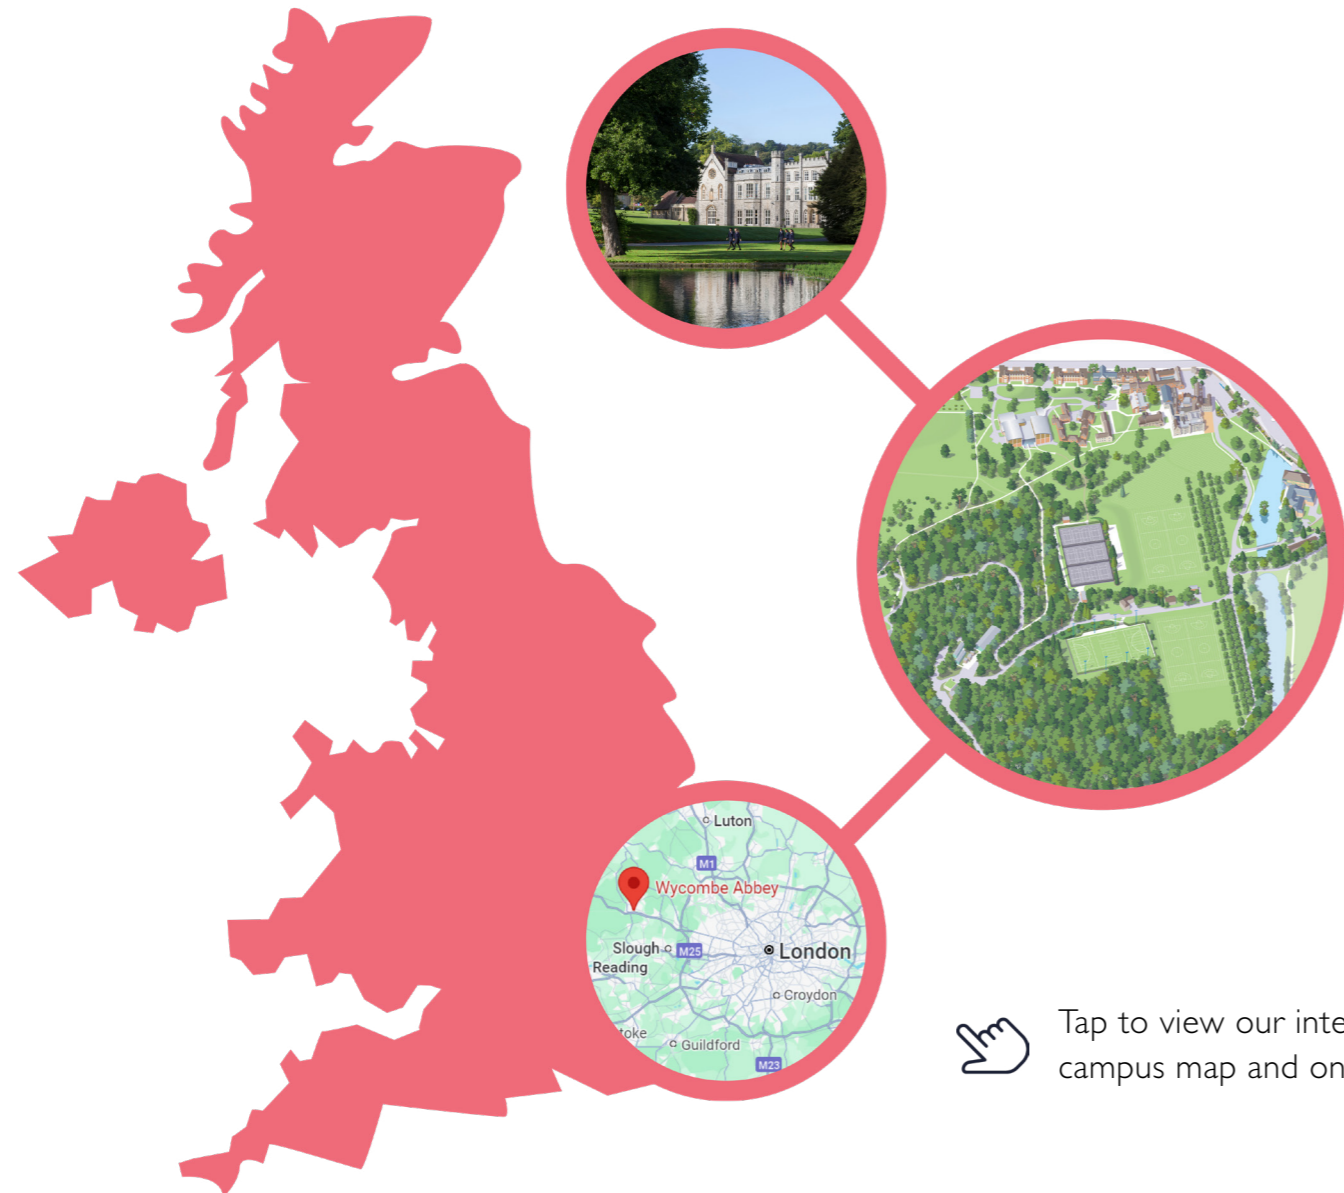 Luton
M1
Wycombe Abbey
Slough
M25
London
Reading
Croydon
toke
Guildford
M23
Tap to view our inte
campus map and on